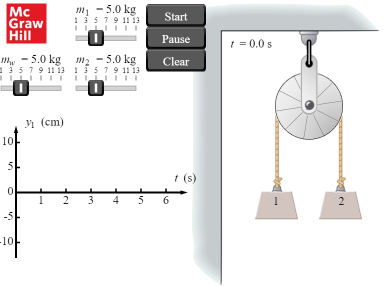 Mc
Graw
Hill
m₁ – 5.0 kg
1 3 5 7 9 11 13
mw – 5.0 kg
1 3 5 7 9 11 13
m₂ – 5.0 kg
1 3 5 7 9 11 13
Start
Pause
Clear
t = 0.0 s
y₁ (cm)
10
5
0
-5
-10
t (s)
1 2 3 4 5 6
1 2